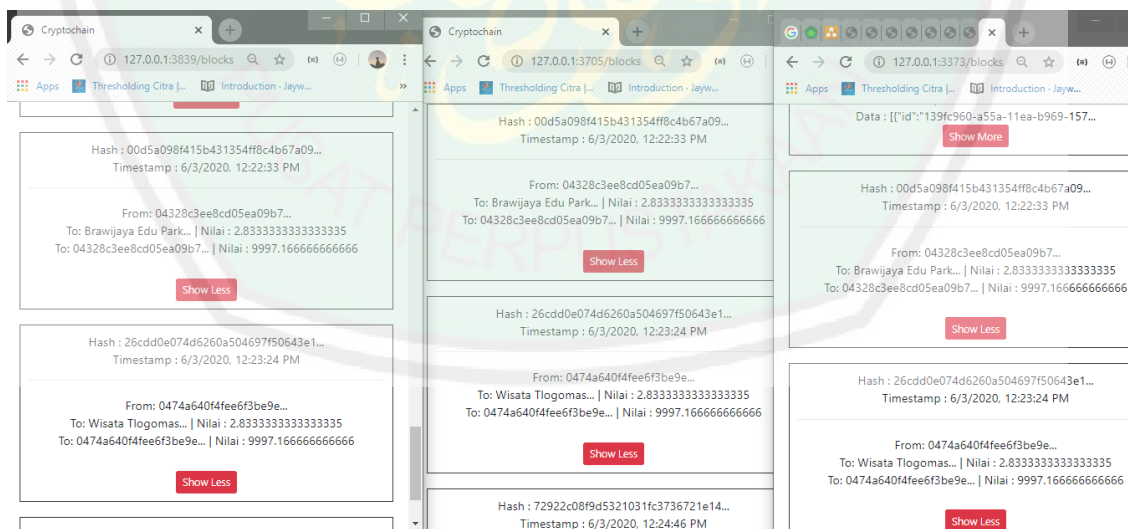 Cryptochain
127.0.0.1:3839/blocks
Apps Thresholding Citra |... Introduction · Jayw... »
Hash : 00d5a098f415b431354ff8c4b67a09...
Timestamp : 6/3/2020, 12:22:33 PM
From: 04328c3ee8cd05ea09b7...
To: Brawijaya Edu Park... | Nilai : 2.8333333333333335
To: 04328c3ee8cd05ea09b7... | Nilai : 9997.166666666666
Show Less
Hash : 26cdd0e074d6260a504697f50643e1...
Timestamp : 6/3/2020, 12:23:24 PM
From: 0474a640f4fee6f3be9e...
To: Wisata Tlogomas... | Nilai : 2.8333333333333335
To: 0474a640f4fee6f3be9e... | Nilai : 9997.166666666666
Show Less
Cryptochain
127.0.0.1:3705/blocks
Apps Thresholding Citra |... Introduction · Jayw...
Hash : 00d5a098f415b431354ff8c4b67a09...
Timestamp : 6/3/2020, 12:22:33 PM
From: 04328c3ee8cd05ea09b7...
To: Brawijaya Edu Park... | Nilai : 2.8333333333333335
To: 04328c3ee8cd05ea09b7... | Nilai : 9997.166666666666
Show Less
Hash : 26cdd0e074d6260a504697f50643e1...
Timestamp : 6/3/2020, 12:23:24 PM
From: 0474a640f4fee6f3be9e...
To: Wisata Tlogomas... | Nilai : 2.8333333333333335
To: 0474a640f4fee6f3be9e... | Nilai : 9997.166666666666
Show Less
Hash : 72922c08f9d5321031fc3736721e14...
Timestamp : 6/3/2020, 12:24:46 PM
127.0.0.1:3373/blocks
Apps Thresholding Citra |... Introduction · Jayw...
Data : [{"id":"139fc960-a55a-11ea-b969-157...
Show More
Hash : 00d5a098f415b431354ff8c4b67a09...
Timestamp : 6/3/2020, 12:22:33 PM
From: 04328c3ee8cd05ea09b7...
To: Brawijaya Edu Park... | Nilai : 2.8333333333333335
To: 04328c3ee8cd05ea09b7... | Nilai : 9997.166666666666
Show Less
Hash : 26cdd0e074d6260a504697f50643e1...
Timestamp : 6/3/2020, 12:23:24 PM
From: 0474a640f4fee6f3be9e...
To: Wisata Tlogomas... | Nilai : 2.8333333333333335
To: 0474a640f4fee6f3be9e... | Nilai : 9997.166666666666
Show Less
PUSAT PERPUSTAKAAN